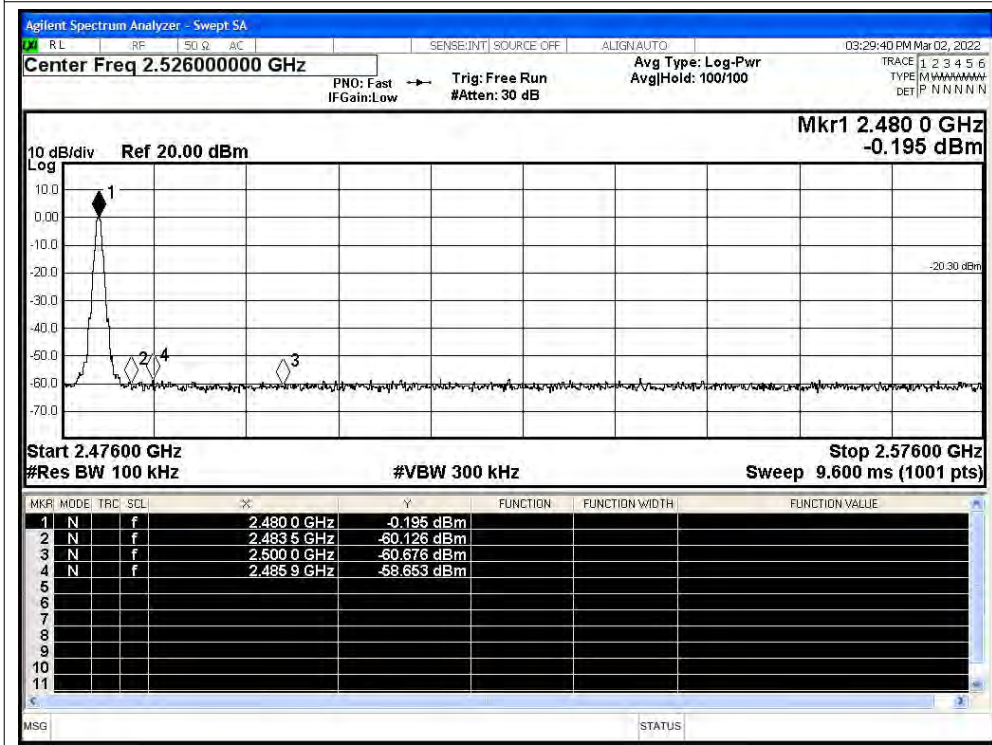 Agilent Spectrum Analyzer - Swept SA
LXI RL RF 50 Ω AC SENSE:INT SOURCE OFF ALIGNAUTO 03:29:40 PM Mar 02, 2022
Center Freq 2.526000000 GHz
PNO: Fast
IFGain:Low
Trig: Free Run
#Atten: 30 dB
Avg Type: Log-Pwr
Avg|Hold: 100/100
TRACE 1 2 3 4 5 6
TYPE M
DET P N N N N N
Mkr1 2.480 0 GHz
-0.195 dBm
10 dB/div Ref 20.00 dBm
Log
10.0
0.00
-10.0
-20.0
-30.0
-40.0
-50.0
-60.0
-70.0
1
2
4
3
-20.30 dBm
Start 2.47600 GHz Stop 2.57600 GHz
#Res BW 100 kHz #VBW 300 kHz Sweep 9.600 ms (1001 pts)
MKR MODE TRC SCL X Y FUNCTION FUNCTION WIDTH FUNCTION VALUE
1 N f 2.480 0 GHz -0.195 dBm
2 N f 2.483 5 GHz -60.126 dBm
3 N f 2.500 0 GHz -60.676 dBm
4 N f 2.485 9 GHz -58.653 dBm
5
6
7
8
9
10
11
MSG STATUS